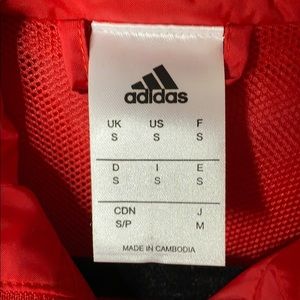 adidas
UK US F
S S S
D I E
S S S
CDN J
S/P M
MADE IN CAMBODIA